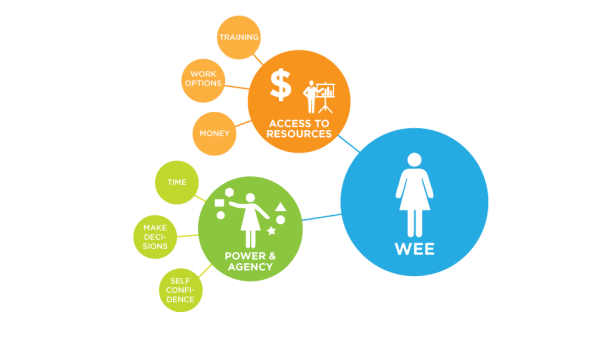 TRAINING
WORK
OPTIONS
MONEY
$
ACCESS TO
RESOURCES
TIME
MAKE
DECI-
SIONS
SELF
CONFI-
DENCE
POWER &
AGENCY
WEE